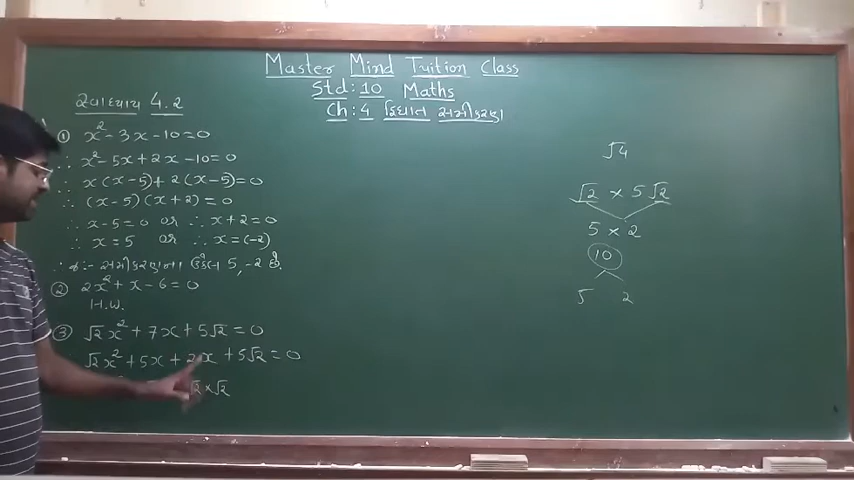 Master Mind Tuition Class
Std: 10 Maths
Ch: 4 દ્વિઘાત સમીકરણ
સ્વાધ્યાય 4.2
① x² - 3x - 10 = 0
∴ x² - 5x + 2x - 10 = 0
∴ x(x-5) + 2(x-5) = 0
∴ (x-5)(x+2) = 0
∴ x-5 = 0 or ∴ x+2 = 0
∴ x = 5 or ∴ x = (-2)
∴ જ:- સમીકરણના ઉકેલ 5, -2 છે.
② 2x² + x - 6 = 0
H.W.
③ √2x² + 7x + 5√2 = 0
√2x² + 5x + 2x + 5√2 = 0
√2 × √2
√4
√2 × 5√2
5 × 2
10
5 2